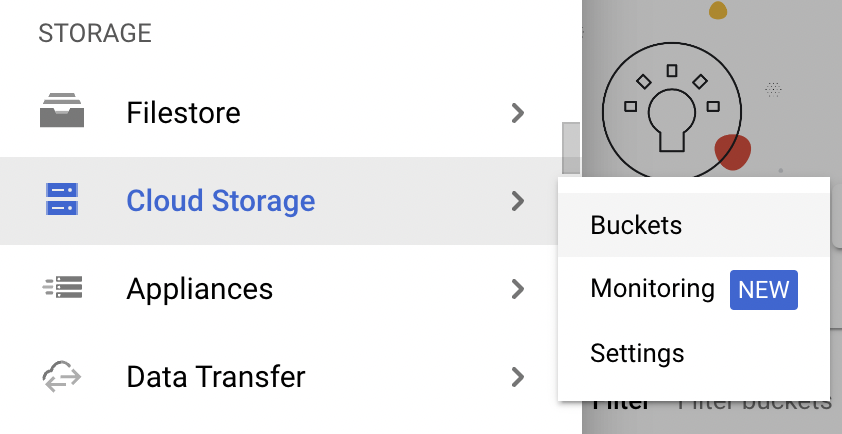 STORAGE
Filestore
Cloud Storage
Appliances
Data Transfer
Buckets
Monitoring NEW
Settings
Filter Filter buckets